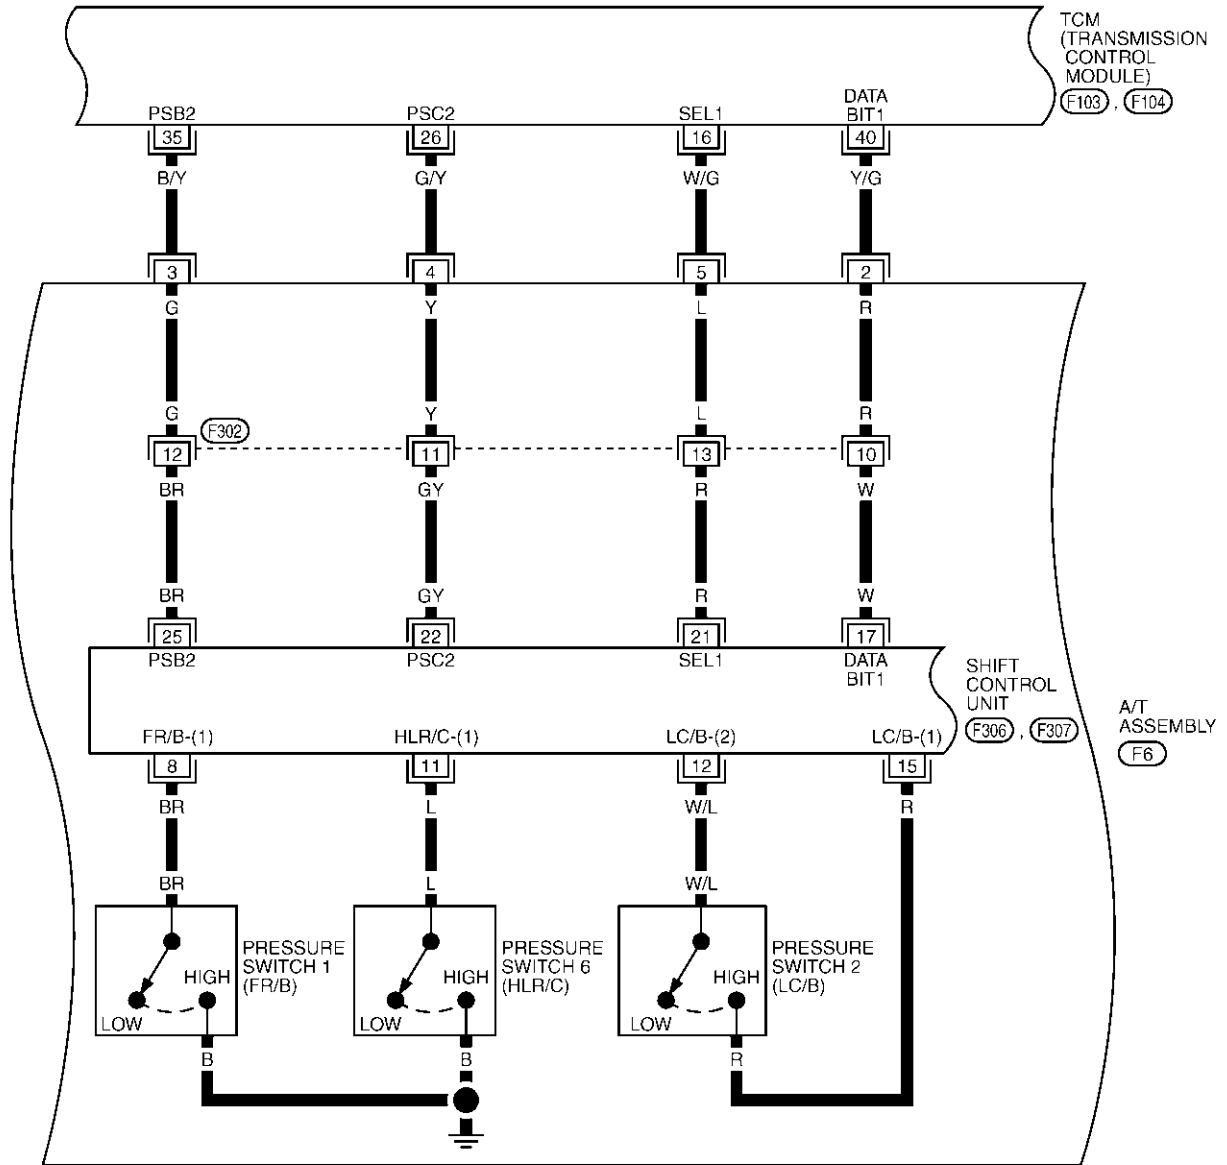 TCM
(TRANSMISSION
CONTROL
MODULE)
F103 , F104
PSB2 PSC2 SEL1 DATA
BIT1
35 26 16 40
B/Y G/Y W/G Y/G
3 4 5 2
G Y L R
G Y L R
F302
12 11 13 10
BR GY R W
BR GY R W
25 22 21 17
PSB2 PSC2 SEL1 DATA
BIT1
SHIFT
CONTROL
UNIT
F306 , F307
A/T
ASSEMBLY
F6
FR/B-(1) HLR/C-(1) LC/B-(2) LC/B-(1)
8 11 12 15
BR L W/L R
BR L W/L
PRESSURE
SWITCH 1
(FR/B)
HIGH
LOW
PRESSURE
SWITCH 6
(HLR/C)
HIGH
LOW
PRESSURE
SWITCH 2
(LC/B)
HIGH
LOW
B B R